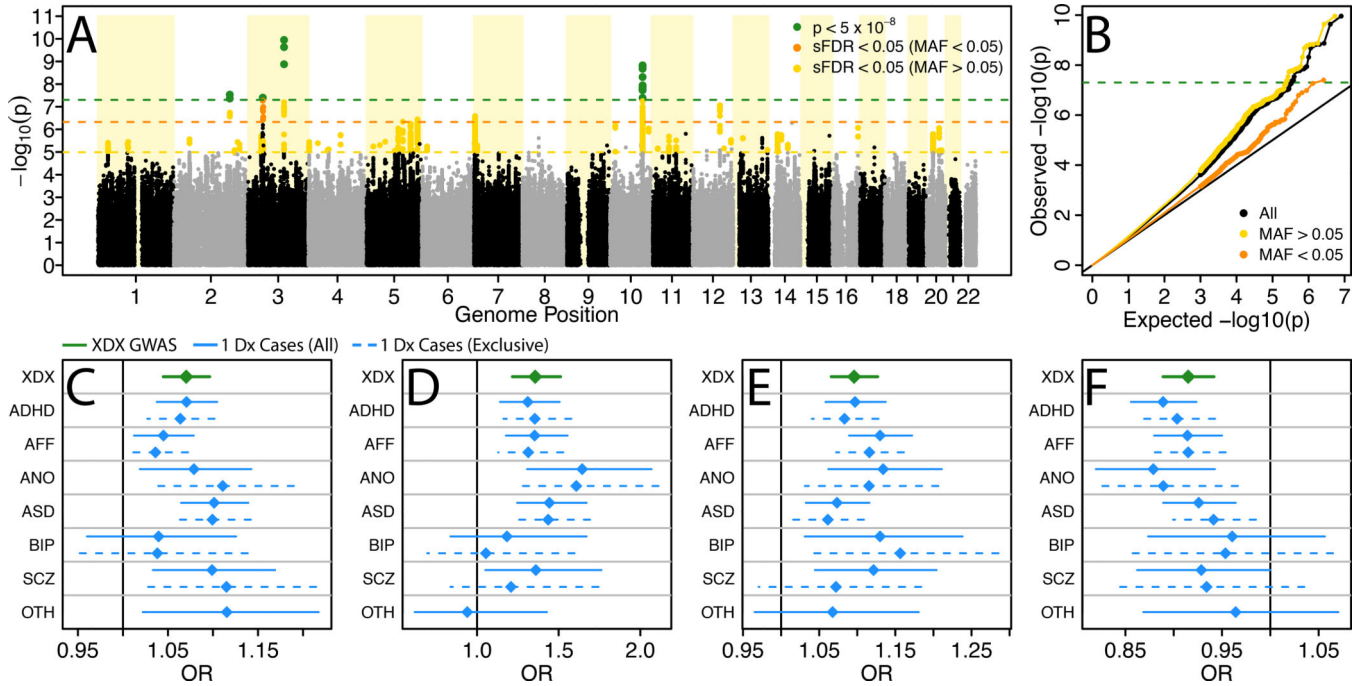 A
−log10(p)
11
10
9
8
7
6
5
4
3
2
1
0
p < 5 x 10−8
sFDR < 0.05 (MAF < 0.05)
sFDR < 0.05 (MAF > 0.05)
1 2 3 4 5 6 7 8 9 10 11 12 13 14 15 16 17 18 20 22
Genome Position
B
Observed −log10(p)
10
8
6
4
2
0
All
MAF > 0.05
MAF < 0.05
0 1 2 3 4 5 6 7
Expected −log10(p)
XDX GWAS 1 Dx Cases (All) 1 Dx Cases (Exclusive)
C
XDX
ADHD
AFF
ANO
ASD
BIP
SCZ
OTH
0.95 1.05 1.15
OR
D
XDX
ADHD
AFF
ANO
ASD
BIP
SCZ
OTH
1.0 1.5 2.0
OR
E
XDX
ADHD
AFF
ANO
ASD
BIP
SCZ
OTH
0.95 1.05 1.15 1.25
OR
F
XDX
ADHD
AFF
ANO
ASD
BIP
SCZ
OTH
0.85 0.95 1.05
OR